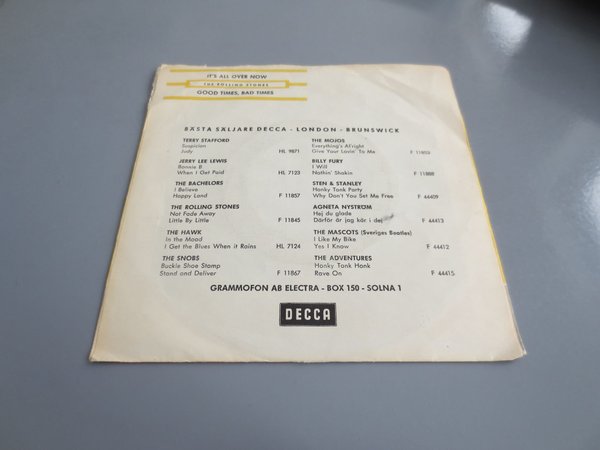 IT'S ALL OVER NOW
THE ROLLING STONES
GOOD TIMES, BAD TIMES
BÄSTA SÄLJARE DECCA - LONDON - BRUNSWICK
TERRY STAFFORD
Suspicion
Judy HL 9871
JERRY LEE LEWIS
Bonnie B
When I Get Paid HL 7123
THE BACHELORS
I Believe
Happy Land F 11857
THE ROLLING STONES
Not Fade Away
Little By Little F 11845
THE HAWK
In the Mood
I Get the Blues When it Rains HL 7124
THE SNOBS
Buckle Shoe Stomp
Stand and Deliver F 11867
THE MOJOS
Everything's Al'right
Give Your Lovin' To Me F 11853
BILLY FURY
I Will
Nothin' Shakin F 11888
STEN & STANLEY
Honky Tonk Party
Why Don't You Set Me Free F 44409
AGNETA NYSTRØM
Hej du glade
Därför är jag kär i dej F 44413
THE MASCOTS (Sveriges Beatles)
I Like My Bike
Yes I Know F 44412
THE ADVENTURES
Honky Tonk Honk
Rave On F 44415
GRAMMOFON AB ELECTRA - BOX 150 - SOLNA 1
DECCA